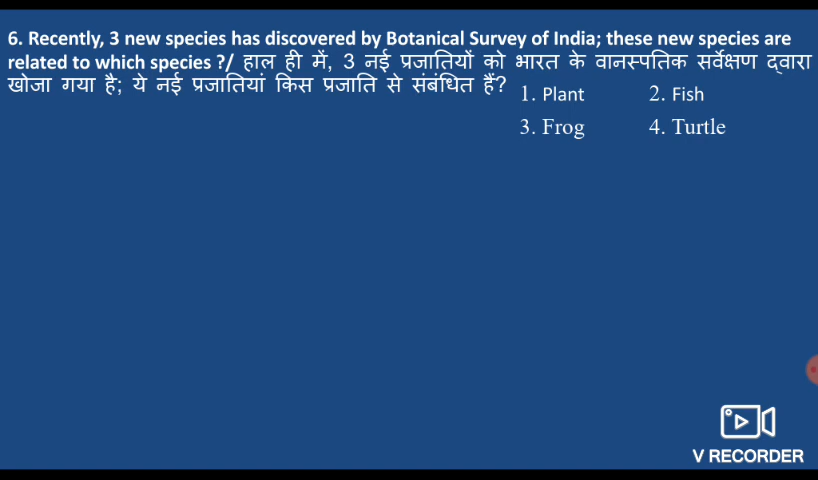 6. Recently, 3 new species has discovered by Botanical Survey of India; these new species are
related to which species ?/ हाल ही में, 3 नई प्रजातियों को भारत के वानस्पतिक सर्वेक्षण द्वारा
खोजा गया है; ये नई प्रजातियां किस प्रजाति से संबंधित हैं?
1. Plant 2. Fish
3. Frog 4. Turtle
V RECORDER